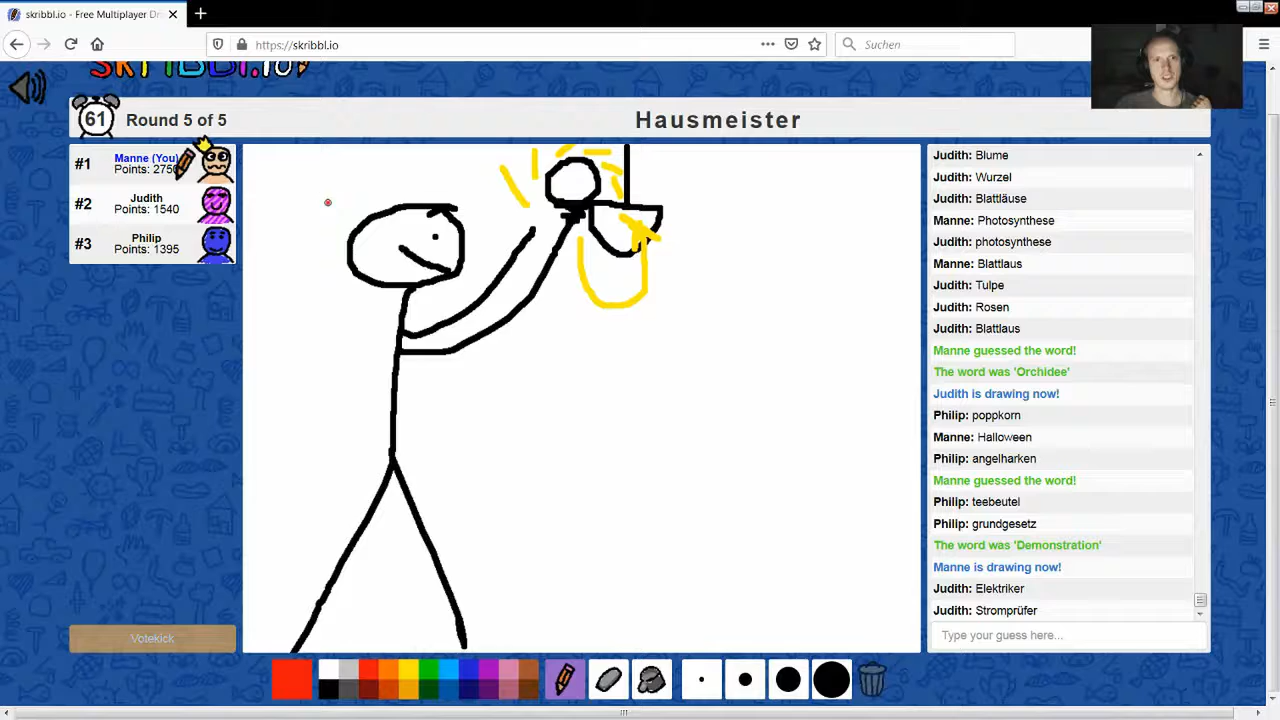 skribbl.io - Free Multiplayer Dr
https://skribbl.io
Suchen
SKRIBBL.IO
61
Round 5 of 5
Hausmeister
#1
Manne (You)
Points: 2750
#2
Judith
Points: 1540
#3
Philip
Points: 1395
Votekick
Judith: Blume
Judith: Wurzel
Judith: Blattläuse
Manne: Photosynthese
Judith: photosynthese
Manne: Blattlaus
Judith: Tulpe
Judith: Rosen
Judith: Blattlaus
Manne guessed the word!
The word was 'Orchidee'
Judith is drawing now!
Philip: poppkorn
Manne: Halloween
Philip: angelharken
Manne guessed the word!
Philip: teebeutel
Philip: grundgesetz
The word was 'Demonstration'
Manne is drawing now!
Judith: Elektriker
Judith: Stromprüfer
Type your guess here...